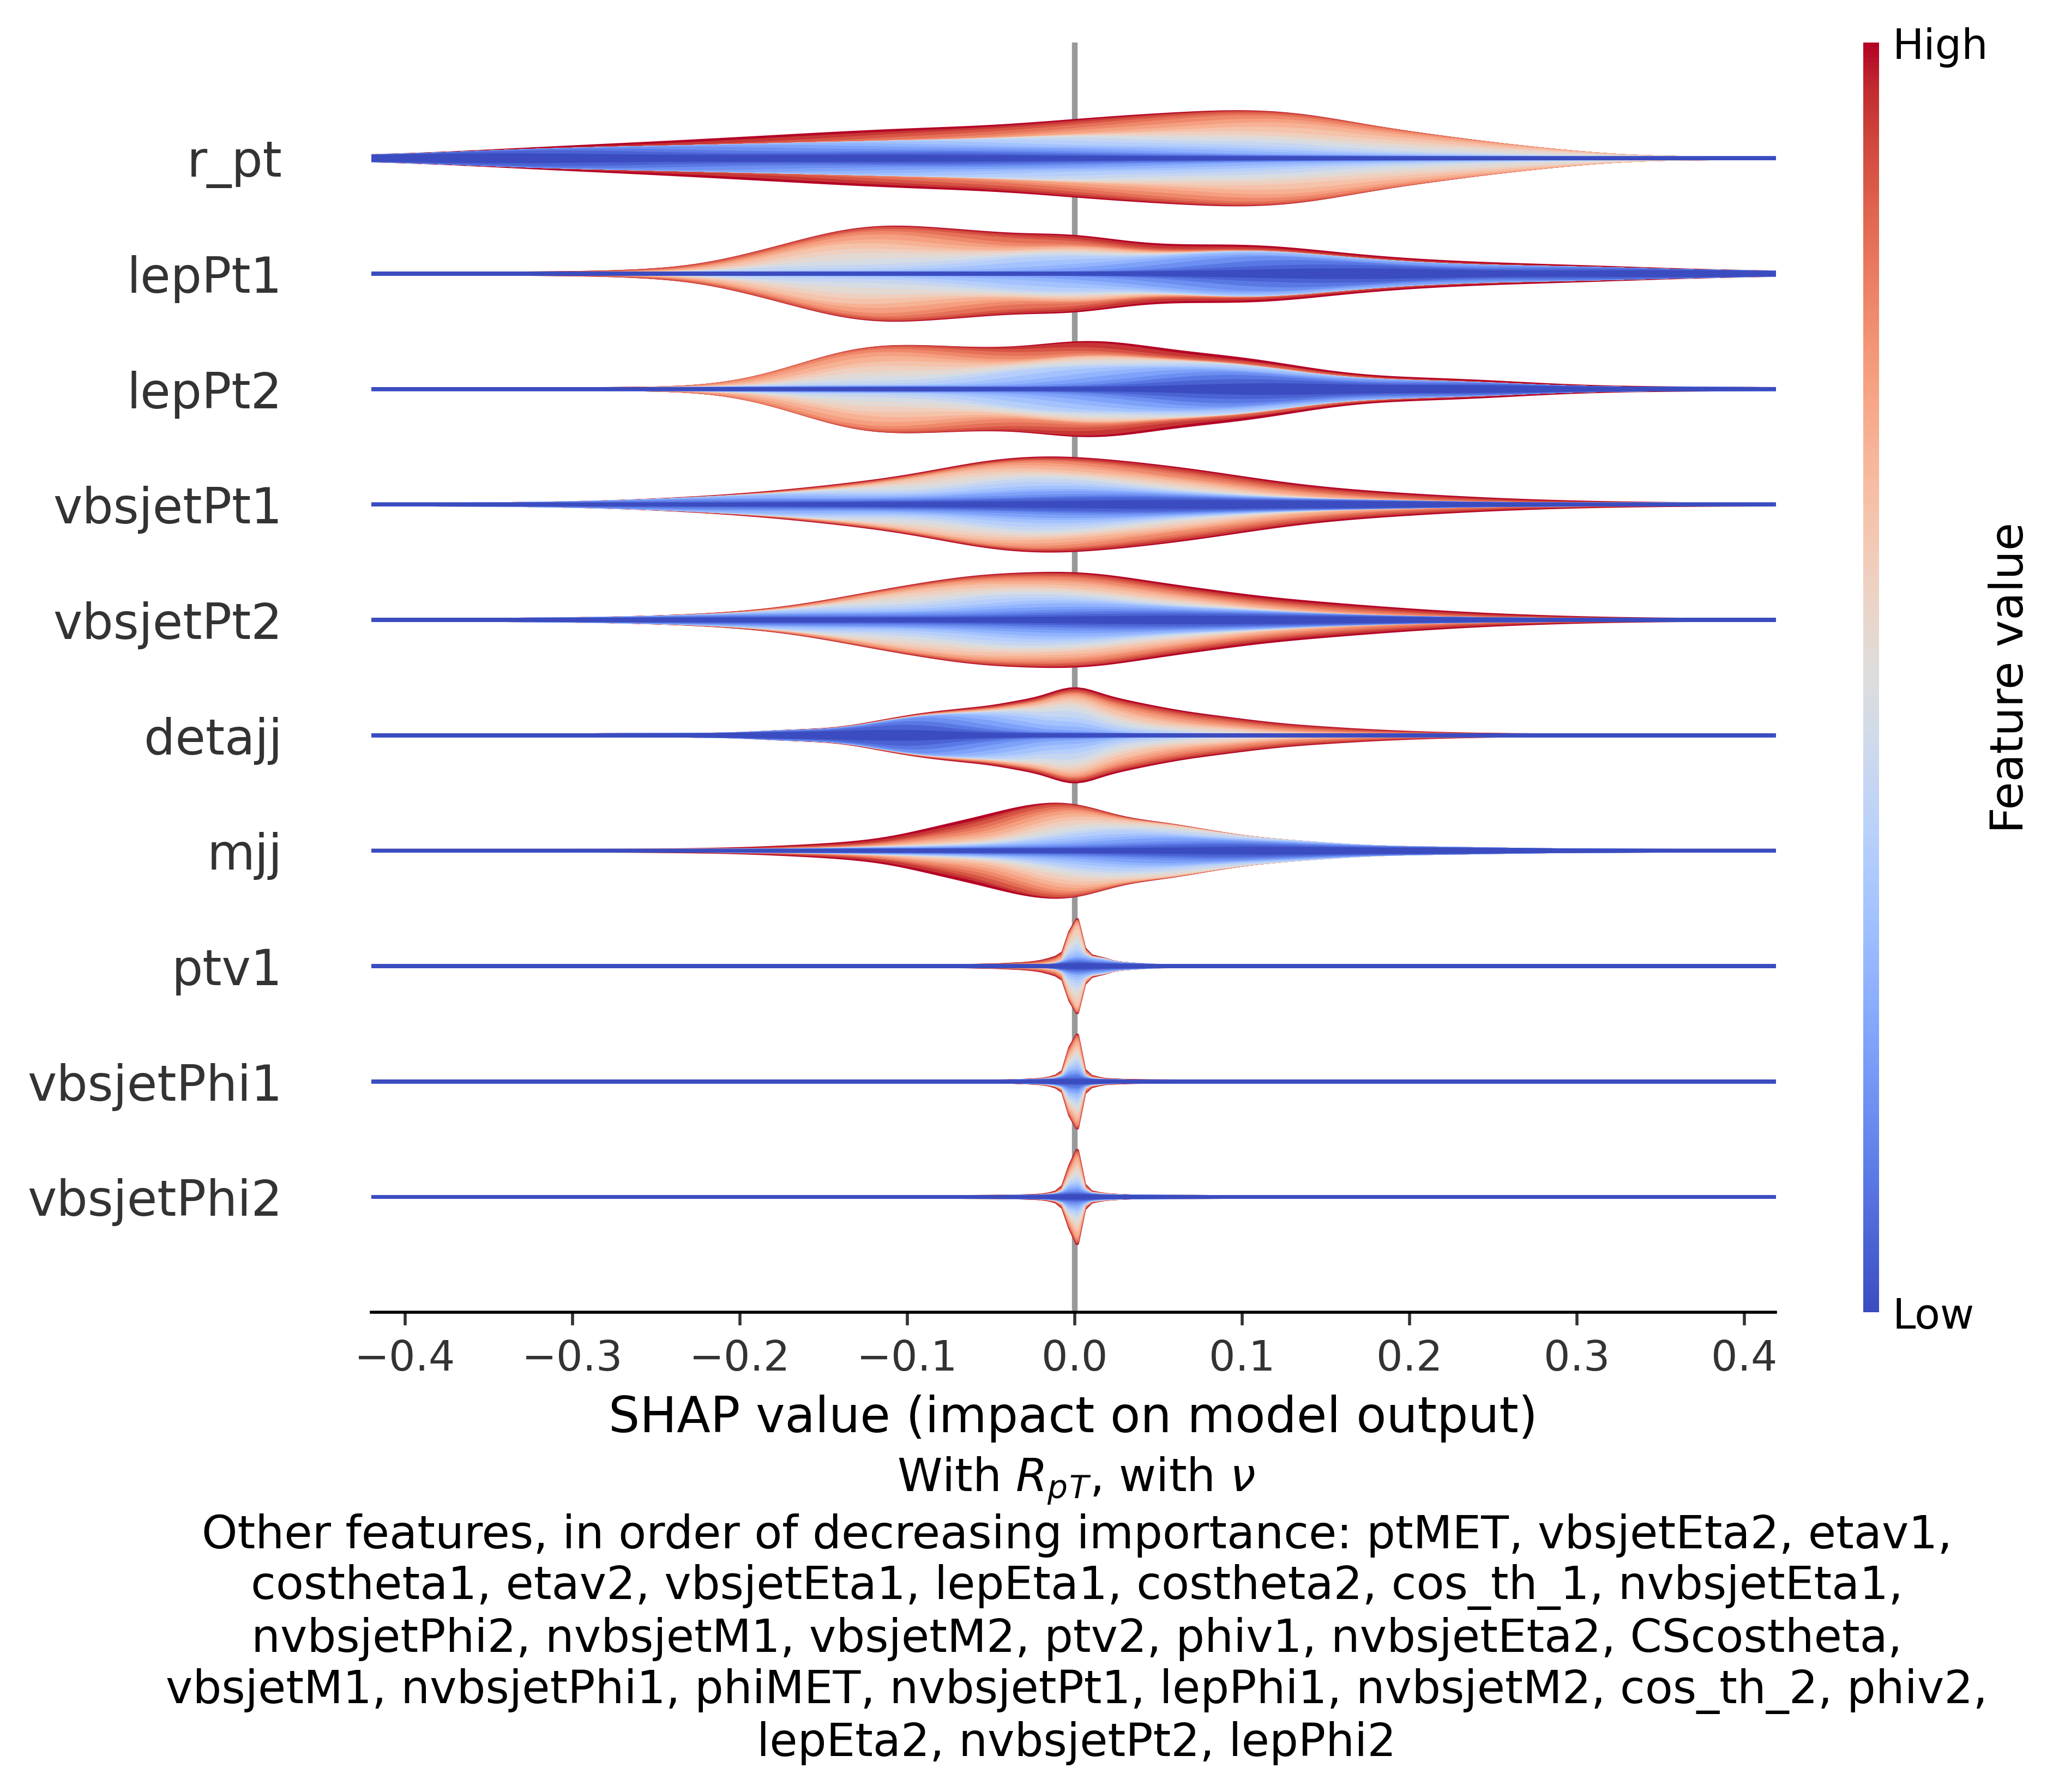 High
r_pt
lepPt1
lepPt2
vbsjetPt1
vbsjetPt2
detajj
mjj
ptv1
vbsjetPhi1
vbsjetPhi2
Feature value
Low
−0.4 −0.3 −0.2 −0.1 0.0 0.1 0.2 0.3 0.4
SHAP value (impact on model output)
With R_{pT}, with ν
Other features, in order of decreasing importance: ptMET, vbsjetEta2, etav1,
costheta1, etav2, vbsjetEta1, lepEta1, costheta2, cos_th_1, nvbsjetEta1,
nvbsjetPhi2, nvbsjetM1, vbsjetM2, ptv2, phiv1, nvbsjetEta2, CScostheta,
vbsjetM1, nvbsjetPhi1, phiMET, nvbsjetPt1, lepPhi1, nvbsjetM2, cos_th_2, phiv2,
lepEta2, nvbsjetPt2, lepPhi2